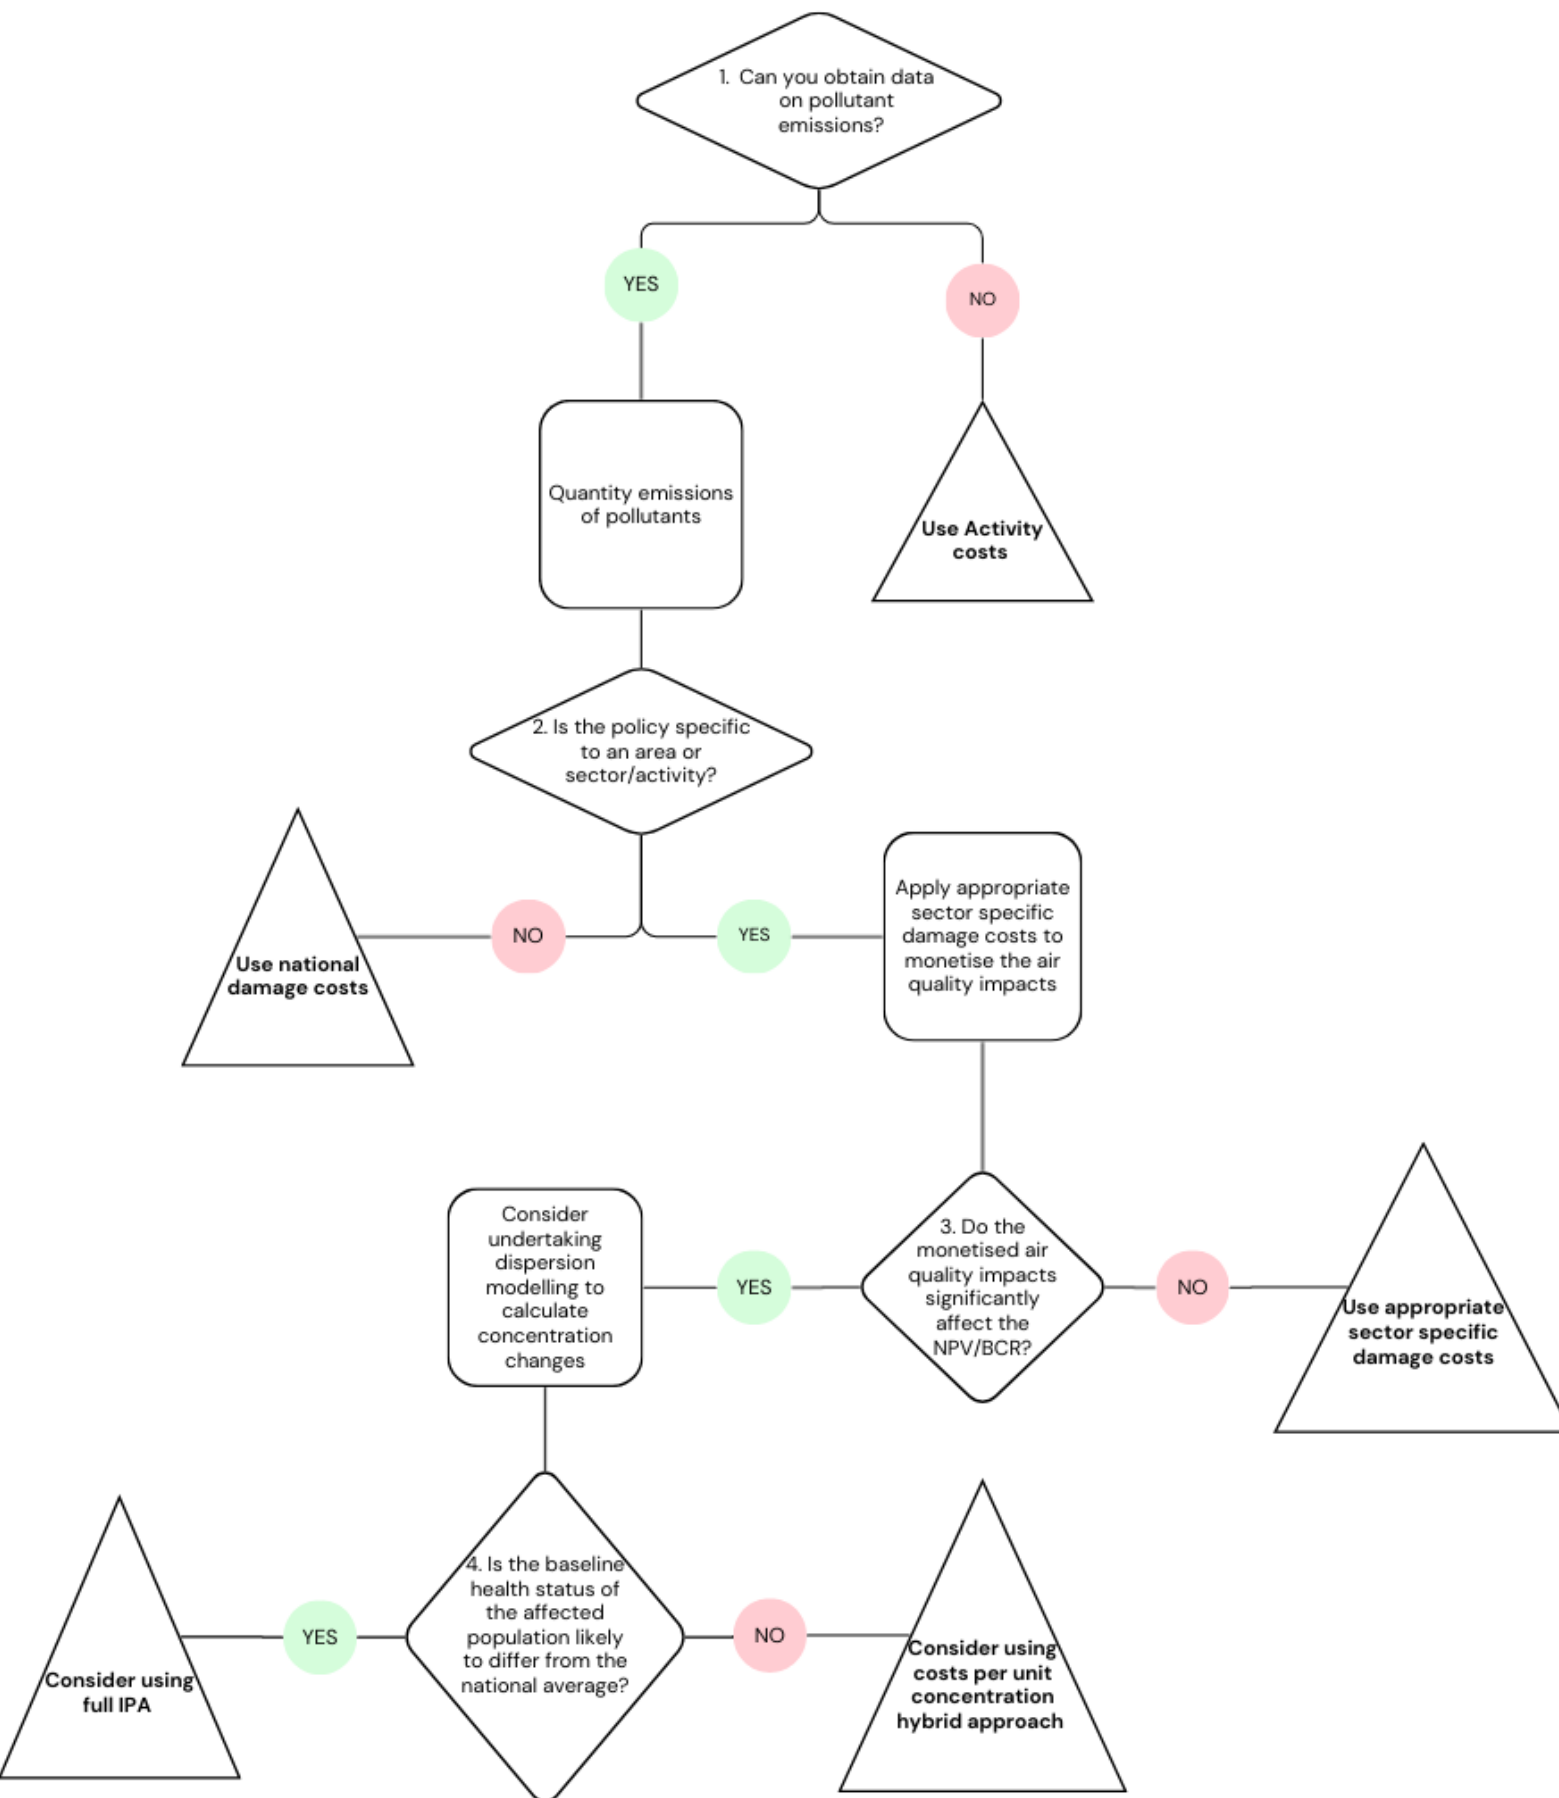 1. Can you obtain data
on pollutant
emissions?
YES
NO
Quantity emissions
of pollutants
Use Activity
costs
2. Is the policy specific
to an area or
sector/activity?
NO
YES
Use national
damage costs
Apply appropriate
sector specific
damage costs to
monetise the air
quality impacts
Consider
undertaking
dispersion
modelling to
calculate
concentration
changes
YES
3. Do the
monetised air
quality impacts
significantly
affect the
NPV/BCR?
NO
Use appropriate
sector specific
damage costs
Consider using
full IPA
YES
4. Is the baseline
health status of
the affected
population likely
to differ from the
national average?
NO
Consider using
costs per unit
concentration
hybrid approach